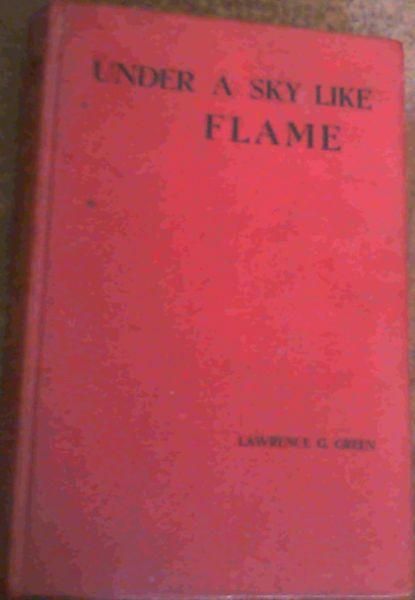 UNDER A SKY LIKE
FLAME
LAWRENCE G. GREEN